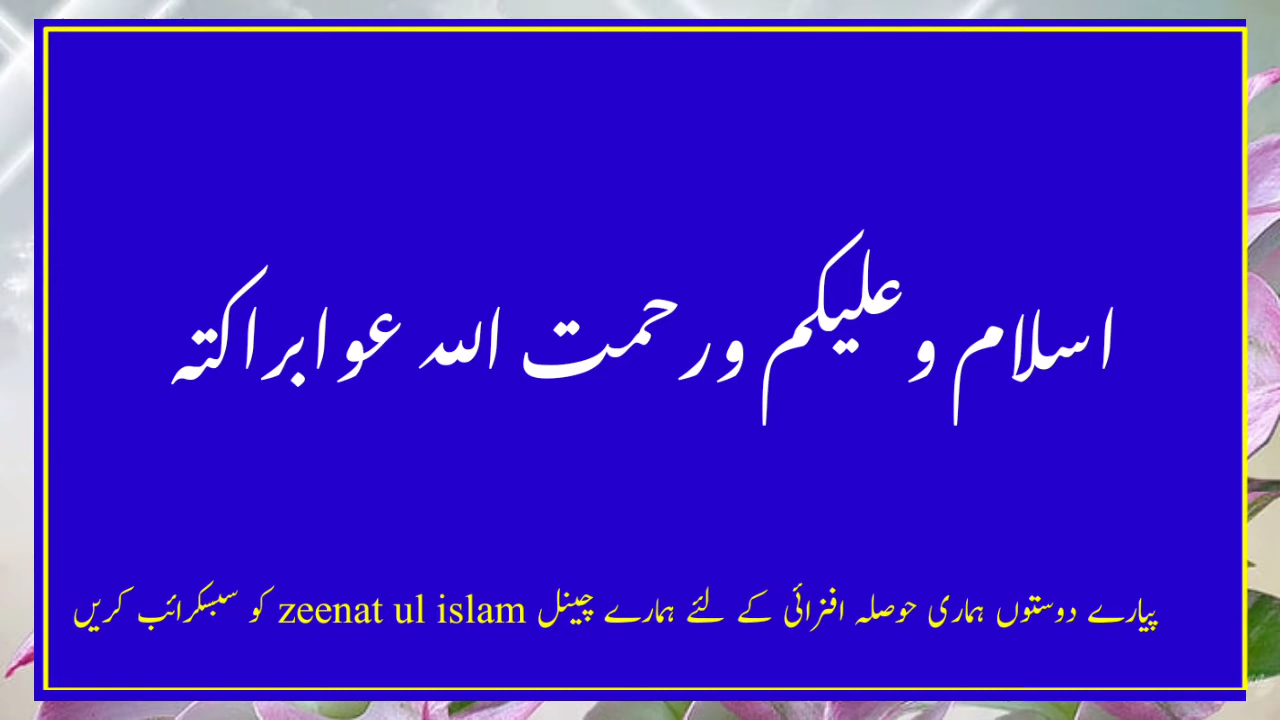 اسلام و علیکم ورحمت اللہ عوابراکتہ
پیارے دوستوں ہماری حوصلہ افزائی کے لئے ہمارے چینل zeenat ul islam کو سبسکرائب کریں